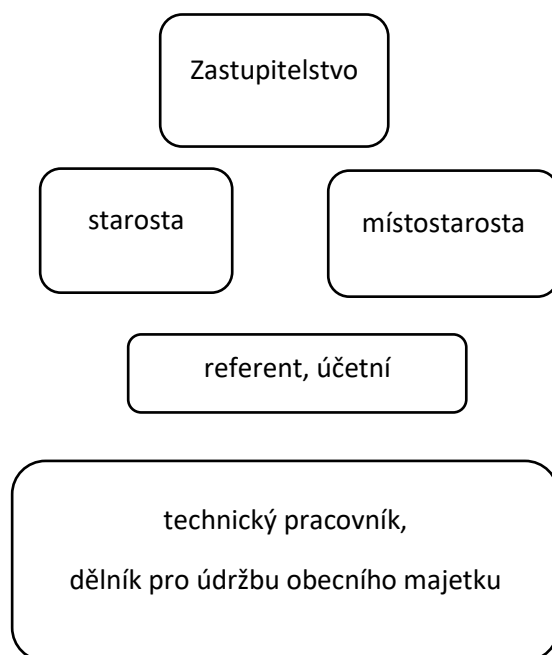 Zastupitelstvo
starosta
místostarosta
referent, účetní
technický pracovník,
dělník pro údržbu obecního majetku